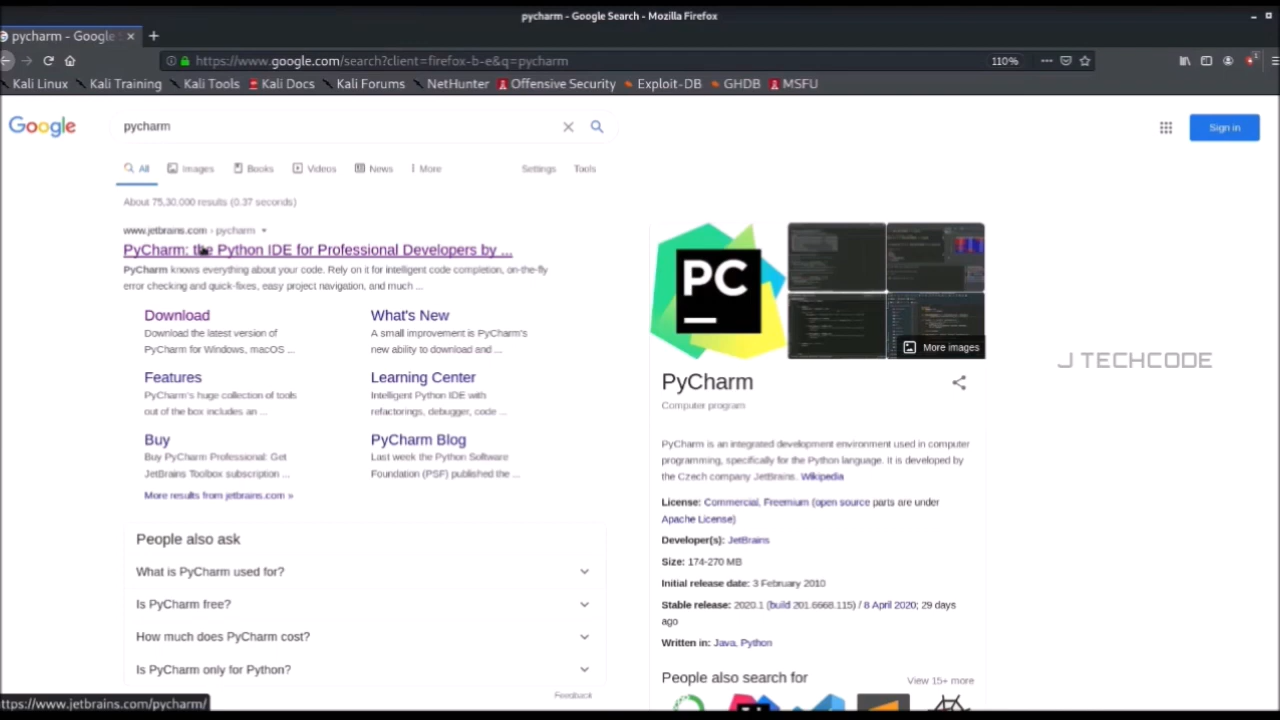 pycharm - Google Search - Mozilla Firefox
pycharm - Google S
https://www.google.com/search?client=firefox-b-e&q=pycharm
110%
Kali Linux Kali Training Kali Tools Kali Docs Kali Forums NetHunter Offensive Security Exploit-DB GHDB MSFU
Google
pycharm
Sign in
All Images Books Videos News More Settings Tools
About 75,30,000 results (0.37 seconds)
www.jetbrains.com › pycharm
PyCharm: the Python IDE for Professional Developers by ...
PyCharm knows everything about your code. Rely on it for intelligent code completion, on-the-fly
error checking and quick-fixes, easy project navigation, and much ...
Download
Download the latest version of
PyCharm for Windows, macOS ...
What's New
A small improvement is PyCharm's
new ability to download and ...
Features
PyCharm's huge collection of tools
out of the box includes an ...
Learning Center
Intelligent Python IDE with
refactorings, debugger, code ...
Buy
Buy PyCharm Professional: Get
JetBrains Toolbox subscription ...
PyCharm Blog
Last week the Python Software
Foundation (PSF) published the ...
More results from jetbrains.com »
People also ask
What is PyCharm used for?
Is PyCharm free?
How much does PyCharm cost?
Is PyCharm only for Python?
Feedback
PC
More images
PyCharm
Computer program
PyCharm is an integrated development environment used in computer
programming, specifically for the Python language. It is developed by
the Czech company JetBrains. Wikipedia
License: Commercial, Freemium (open source parts are under
Apache License)
Developer(s): JetBrains
Size: 174-270 MB
Initial release date: 3 February 2010
Stable release: 2020.1 (build 201.6668.115) / 8 April 2020; 29 days
ago
Written in: Java, Python
People also search for
View 15+ more
J TECHCODE
ttps://www.jetbrains.com/pycharm/